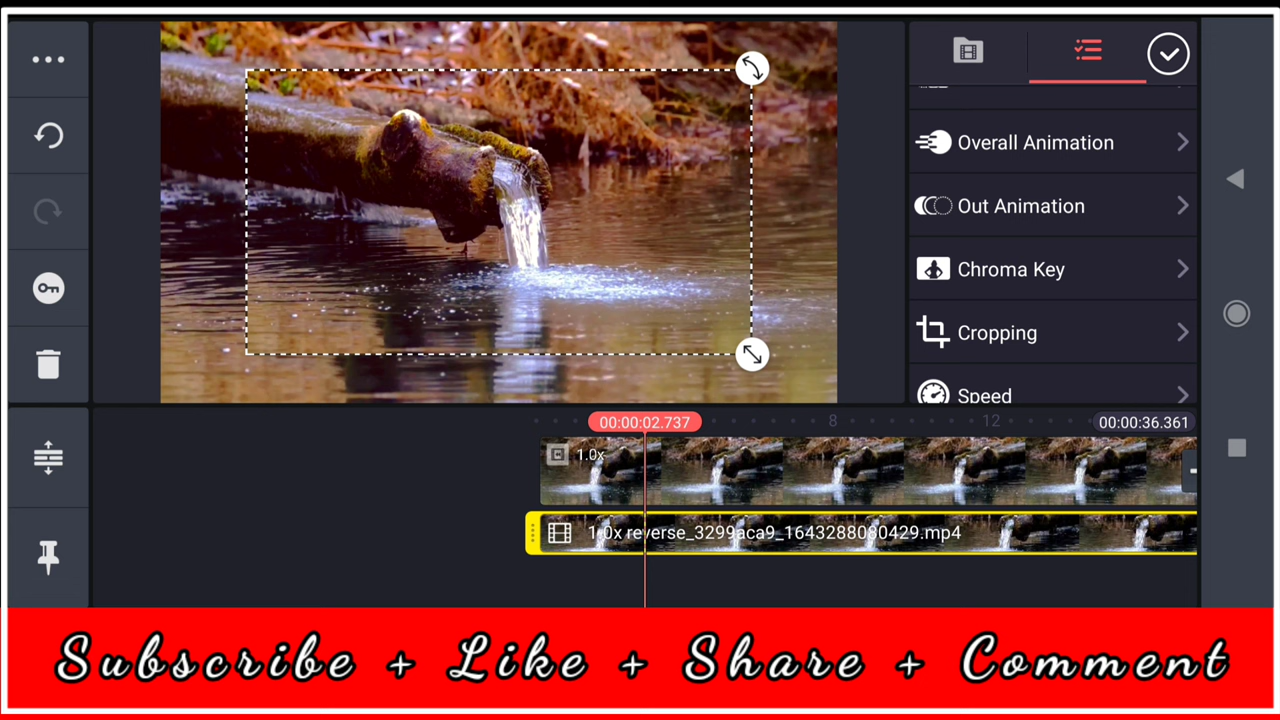 Overall Animation
Out Animation
Chroma Key
Cropping
Speed
00:00:02.737
8
12
00:00:36.361
1.0x
1.0x reverse_3299aca9_1643288080429.mp4
Subscribe + Like + Share + Comment